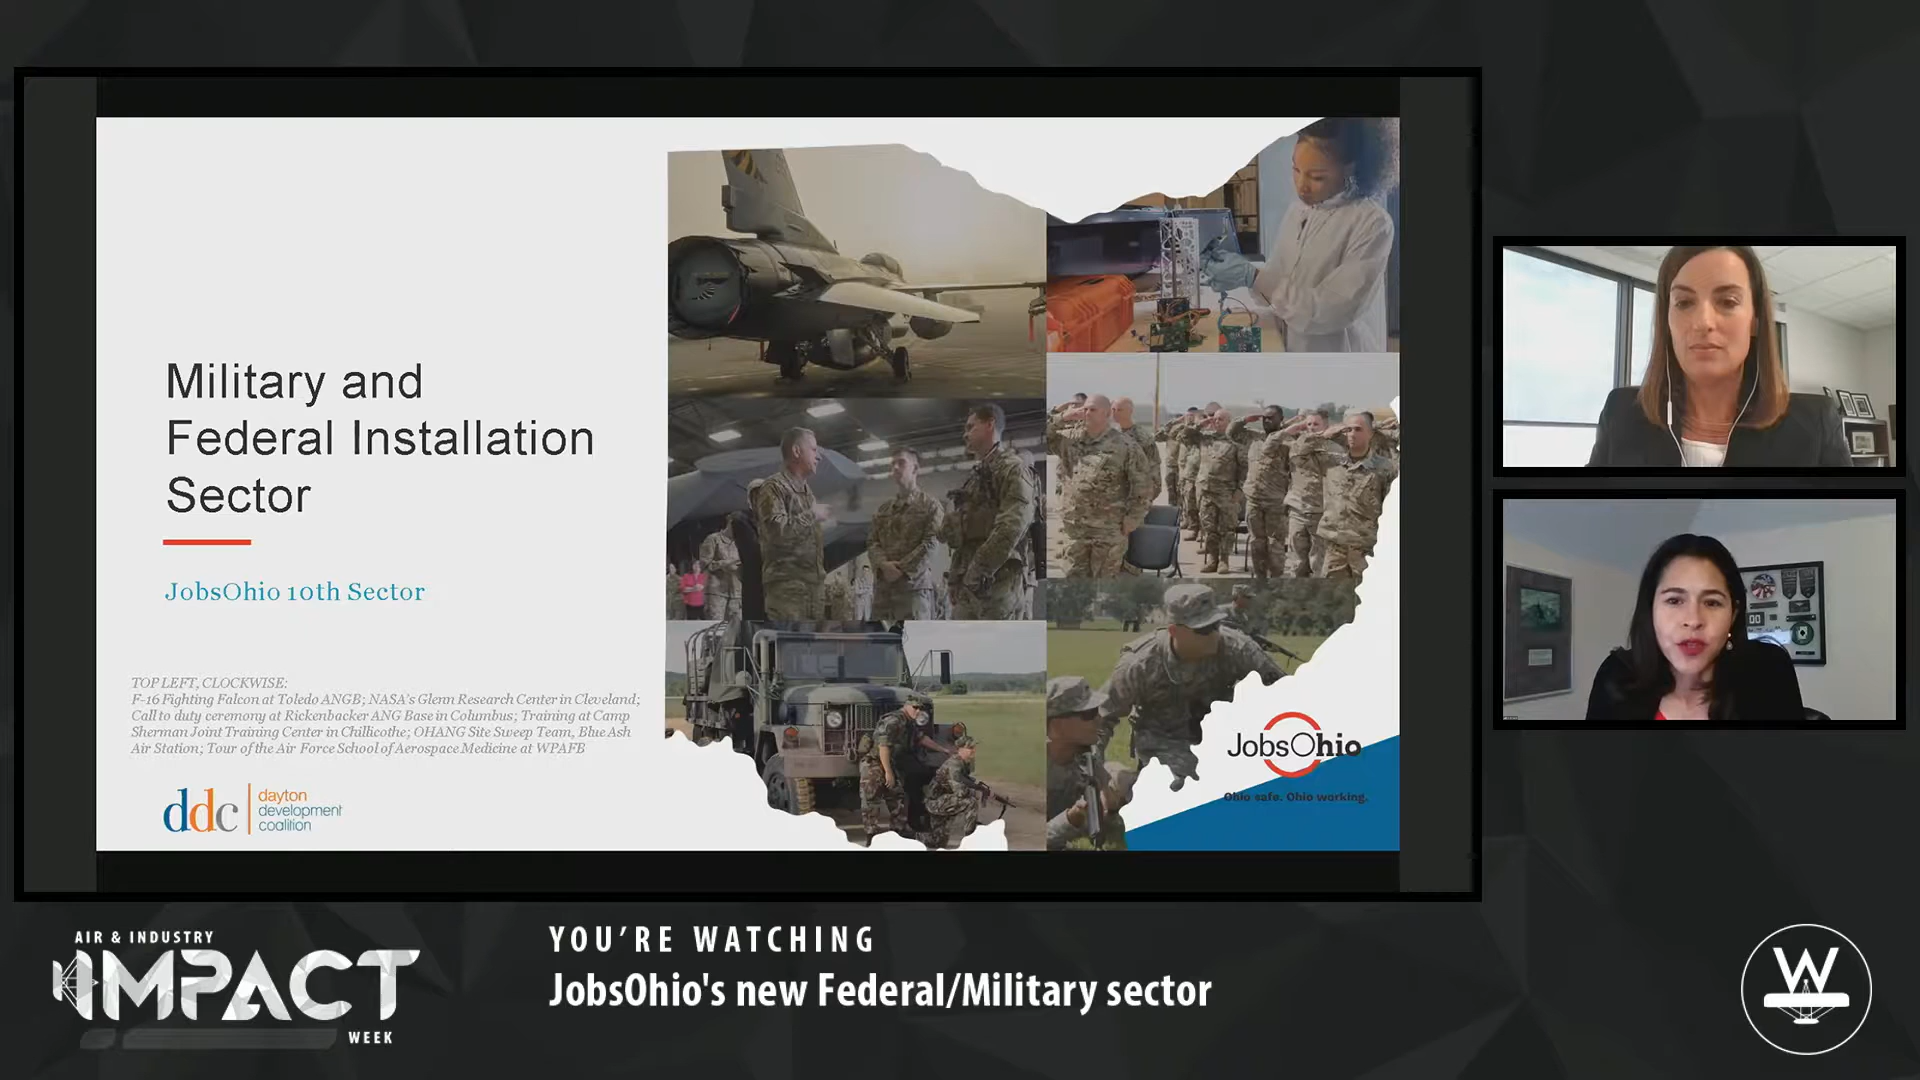 Military and
Federal Installation
Sector
JobsOhio 10th Sector
TOP LEFT, CLOCKWISE:
F-16 Fighting Falcon at Toledo ANGB; NASA's Glenn Research Center in Cleveland;
Call to duty ceremony at Rickenbacker ANG Base in Columbus; Training at Camp
Sherman Joint Training Center in Chillicothe; OHANG Site Sweep Team, Blue Ash
Air Station; Tour of the Air Force School of Aerospace Medicine at WPAFB
ddc
dayton
development
coalition
JobsOhio
Ohio safe. Ohio working.
AIR & INDUSTRY
IMPACT
WEEK
YOU'RE WATCHING
JobsOhio's new Federal/Military sector
W